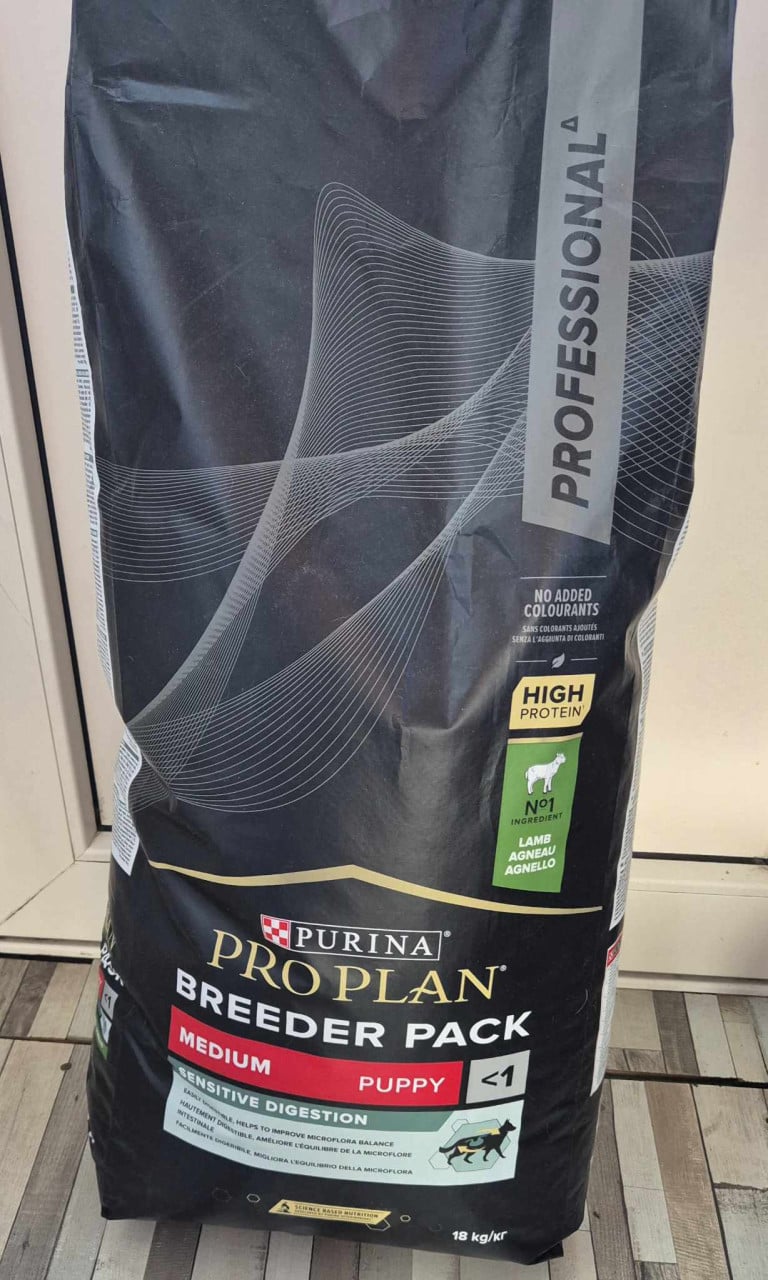 PROFESSIONAL
NO ADDED
COLOURANTS
SANS COLORANTS AJOUTÉS
SENZA L'AGGIUNTA DI COLORANTI
HIGH
PROTEIN
Nº1
INGREDIENT
LAMB
AGNEAU
AGNELLO
PURINA®
PRO PLAN®
BREEDER PACK
MEDIUM PUPPY <1
SENSITIVE DIGESTION
EASILY DIGESTIBLE, HELPS TO IMPROVE MICROFLORA BALANCE
HAUTEMENT DIGESTIBLE, AMÉLIORE L'ÉQUILIBRE DE LA MICROFLORE
INTESTINALE
FACILMENTE DIGERIBILE, MIGLIORA L'EQUILIBRIO DELLA MICROFLORA
SCIENCE BASED NUTRITION
18 kg/кг